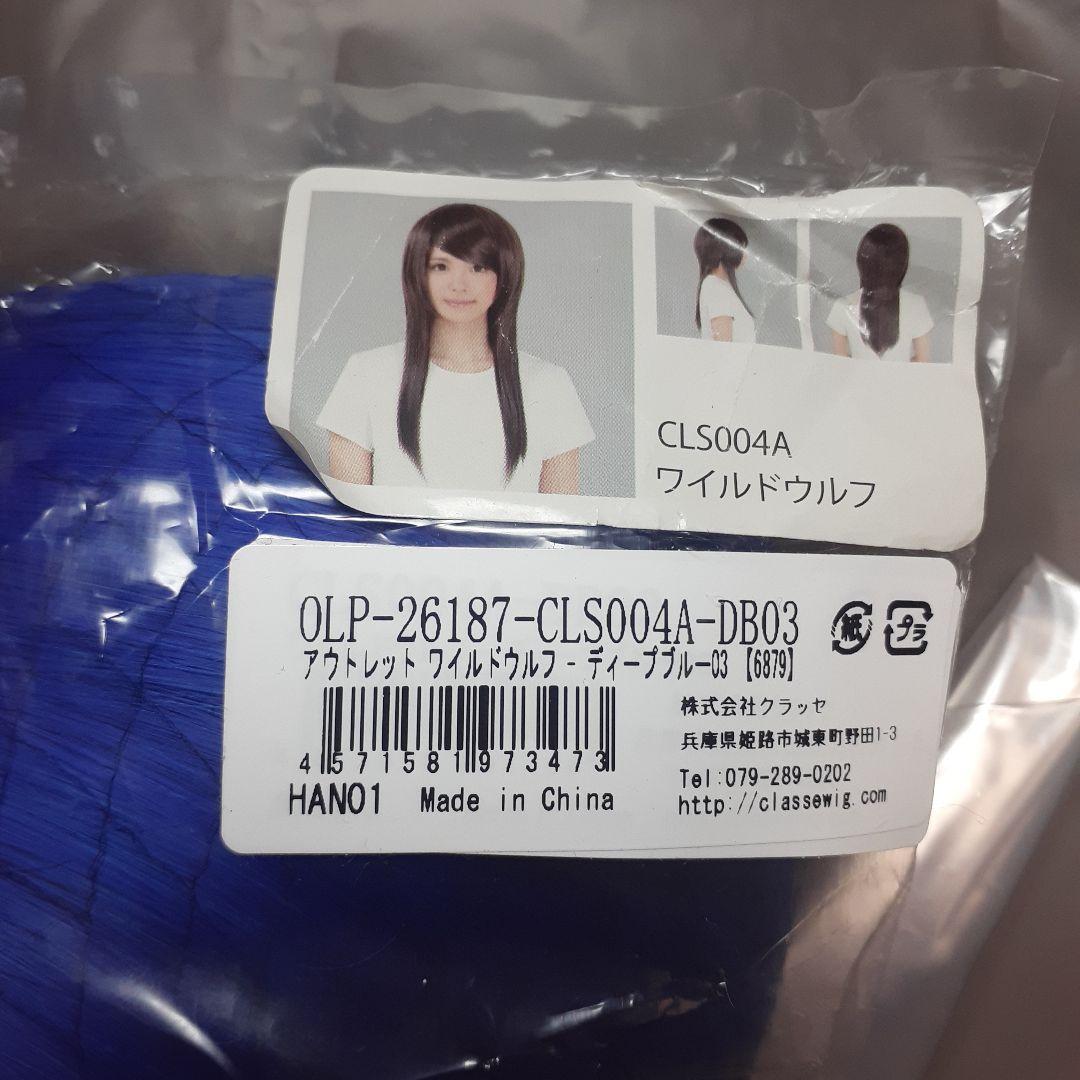 CLS004A
ワイルドウルフ
OLP-26187-CLS004A-DB03
紙 プラ
アウトレット ワイルドウルフ - ディープブルー03 【6879】
株式会社クラッセ
兵庫県姫路市城東町野田1-3
4 571581 973473
Tel:079-289-0202
HAN01 Made in China
http://classewig.com